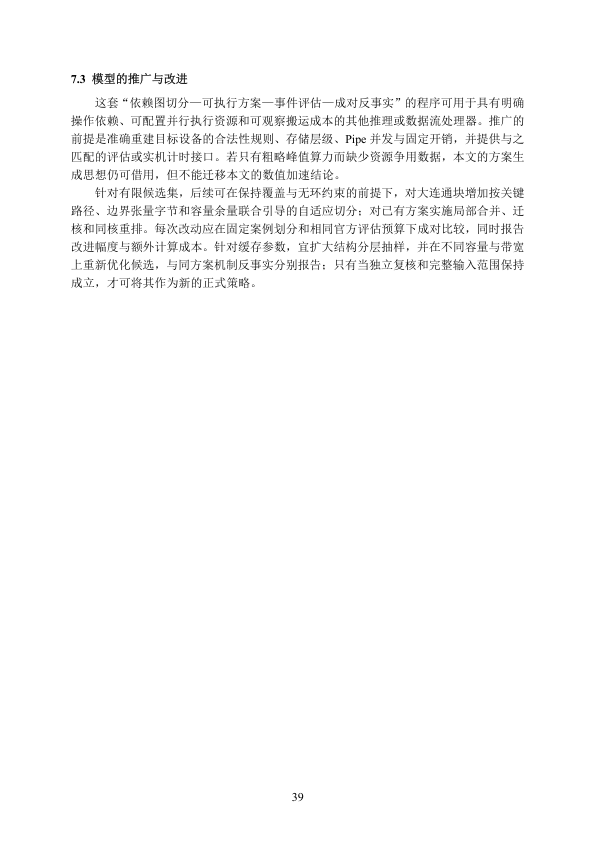 7.3 模型的推广与改进
这套“依赖图切分—可执行方案—事件评估—成对反事实”的程序可用于具有明确
操作依赖、可配置并行执行资源和可观察搬运成本的其他推理或数据流处理器。推广的
前提是准确重建目标设备的合法性规则、存储层级、Pipe 并发与固定开销，并提供与之
匹配的评估或实机计时接口。若只有粗略峰值算力而缺少资源争用数据，本文的方案生
成思想仍可借用，但不能迁移本文的数值加速结论。
针对有限候选集，后续可在保持覆盖与无环约束的前提下，对大连通块增加按关键
路径、边界张量字节和容量余量联合引导的自适应切分；对已有方案实施局部合并、迁
核和同核重排。每次改动应在固定案例划分和相同官方评估预算下成对比较，同时报告
改进幅度与额外计算成本。针对缓存参数，宜扩大结构分层抽样，并在不同容量与带宽
上重新优化候选，与同方案机制反事实分别报告；只有当独立复核和完整输入范围保持
成立，才可将其作为新的正式策略。
39